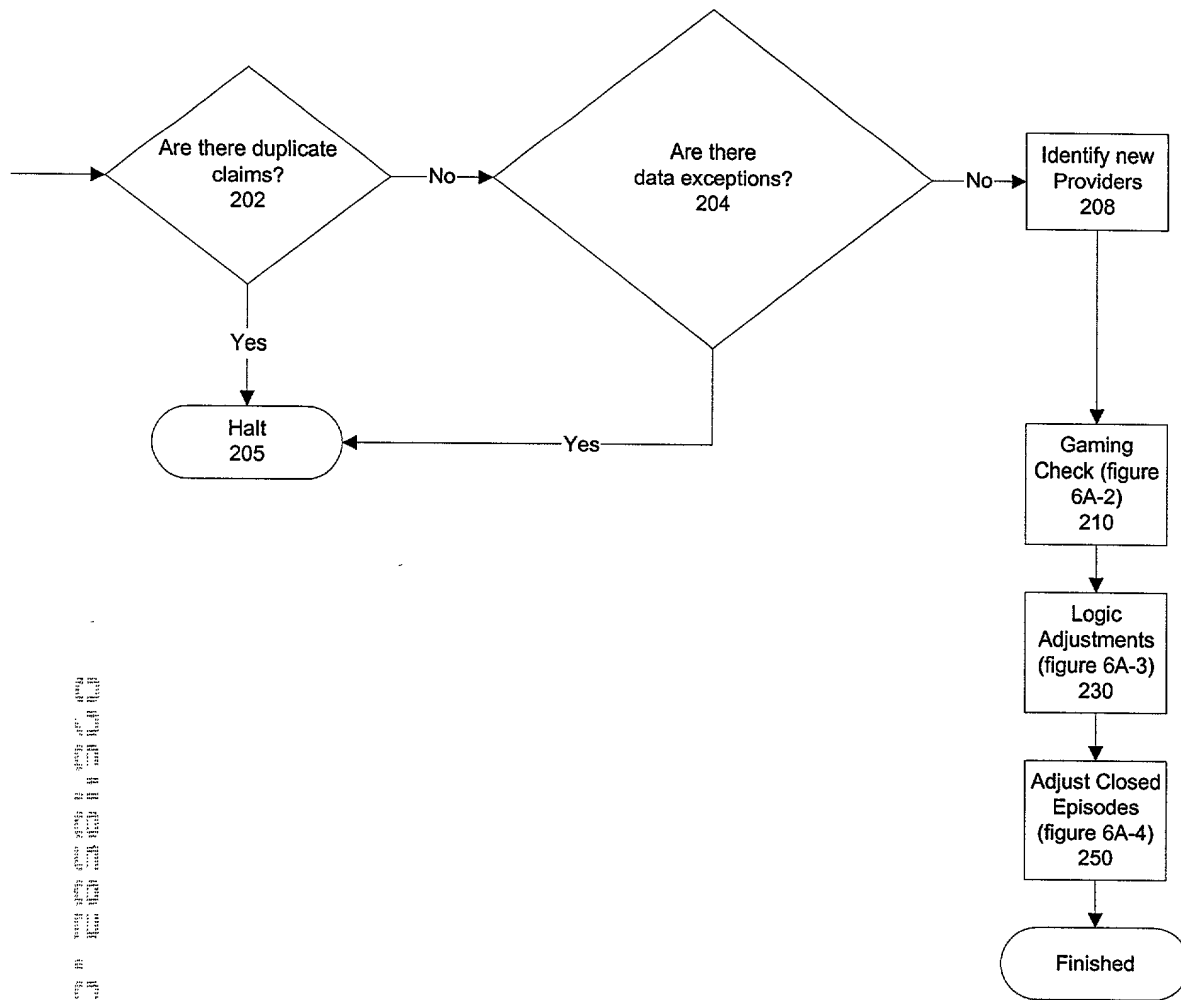 Are there duplicate
claims?
202
No
Are there
data exceptions?
204
No
Identify new
Providers
208
Yes
Halt
205
Yes
Gaming
Check (figure
6A-2)
210
Logic
Adjustments
(figure 6A-3)
230
Adjust Closed
Episodes
(figure 6A-4)
250
Finished